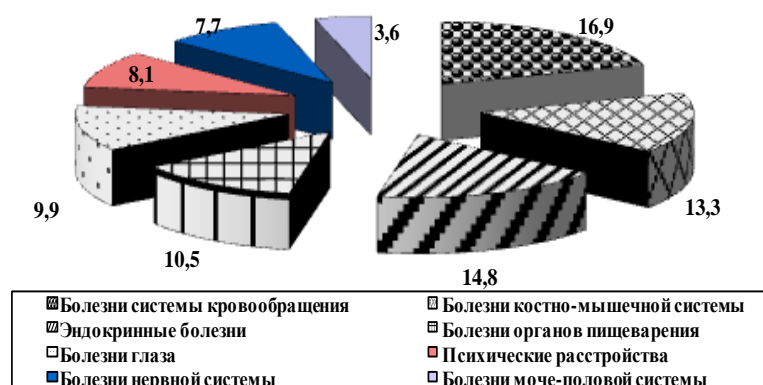 7,7
3,6
16,9
8,1
9,9
13,3
10,5
14,8
Болезни системы кровообращения
Болезни костно-мышечной системы
Эндокринные болезни
Болезни органов пищеварения
Болезни глаза
Психические расстройства
Болезни нервной системы
Болезни моче-половой системы